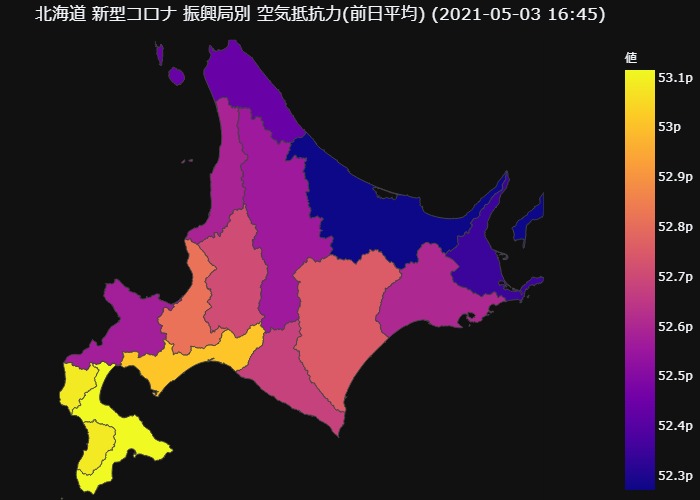 北海道 新型コロナ 振興局別 空気抵抗力(前日平均) (2021-05-03 16:45)
値
53.1p
53p
52.9p
52.8p
52.7p
52.6p
52.5p
52.4p
52.3p